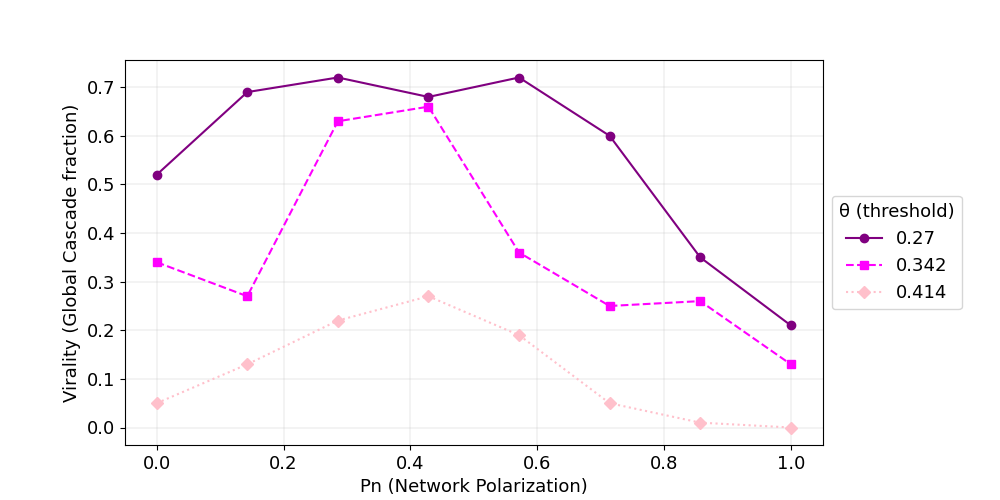 Virality (Global Cascade fraction)
0.7
0.6
0.5
0.4
0.3
0.2
0.1
0.0
0.0 0.2 0.4 0.6 0.8 1.0
Pn (Network Polarization)
θ (threshold)
0.27
0.342
0.414